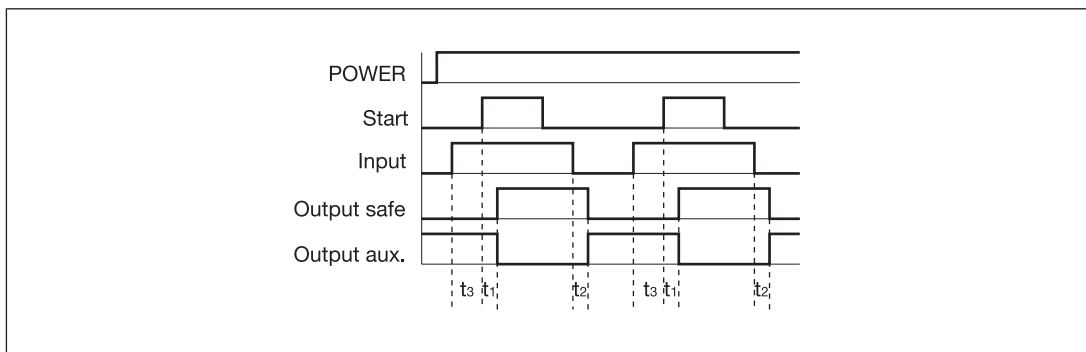 POWER
Start
Input
Output safe
Output aux.
t3 t1 t2 t3 t1 t2